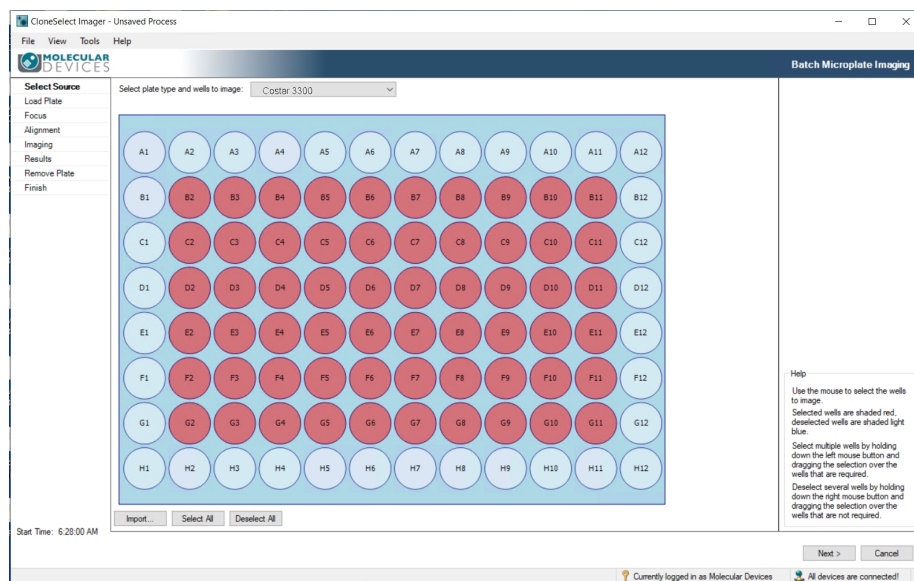 CloneSelect Imager - Unsaved Process
File View Tools Help
MOLECULAR
DEVICES
Batch Microplate Imaging
Select Source
Load Plate
Focus
Alignment
Imaging
Results
Remove Plate
Finish
Select plate type and wells to image: Costar 3300
A1 A2 A3 A4 A5 A6 A7 A8 A9 A10 A11 A12
B1 B2 B3 B4 B5 B6 B7 B8 B9 B10 B11 B12
C1 C2 C3 C4 C5 C6 C7 C8 C9 C10 C11 C12
D1 D2 D3 D4 D5 D6 D7 D8 D9 D10 D11 D12
E1 E2 E3 E4 E5 E6 E7 E8 E9 E10 E11 E12
F1 F2 F3 F4 F5 F6 F7 F8 F9 F10 F11 F12
G1 G2 G3 G4 G5 G6 G7 G8 G9 G10 G11 G12
H1 H2 H3 H4 H5 H6 H7 H8 H9 H10 H11 H12
Import... Select All Deselect All
Help
Use the mouse to select the wells
to image.
Selected wells are shaded red,
deselected wells are shaded light
blue.
Select multiple wells by holding
down the left mouse button and
dragging the selection over the
wells that are required.
Deselect several wells by holding
down the right mouse button and
dragging the selection over the
wells that are not required.
Start Time: 6:28:00 AM
Next > Cancel
Currently logged in as Molecular Devices All devices are connected!